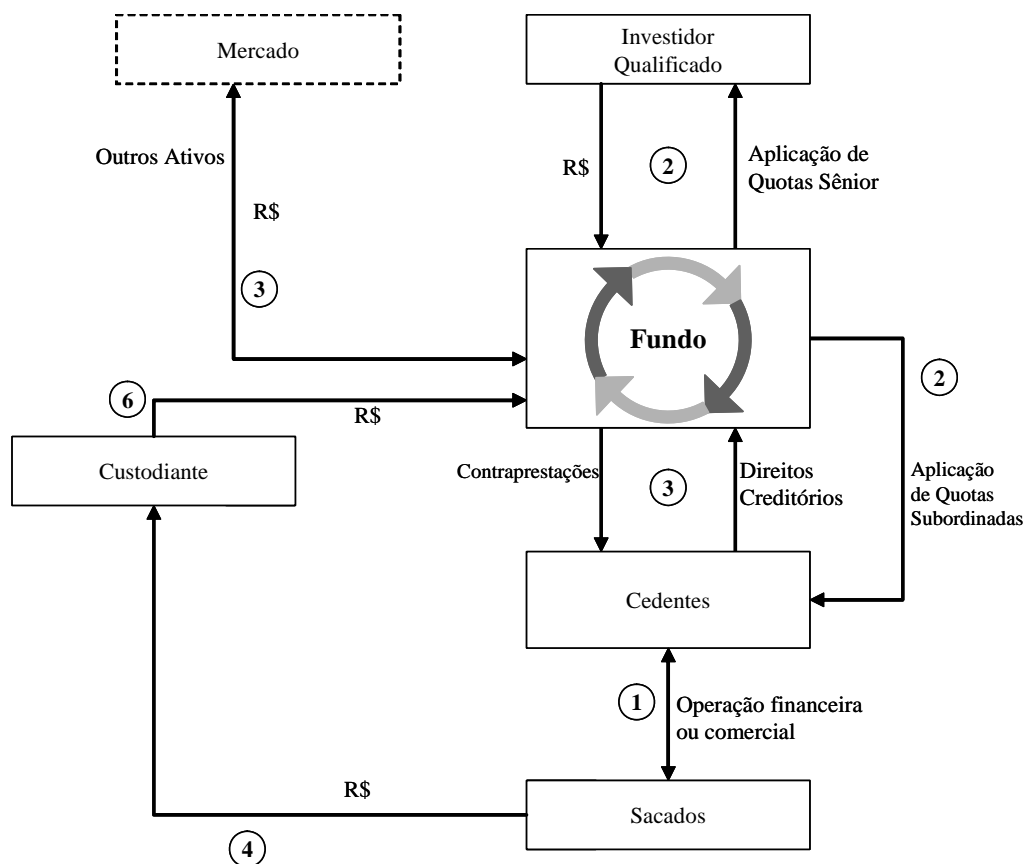 Mercado
Investidor
Qualificado
Outros Ativos
R$
3
R$
2
Aplicação de
Quotas Sênior
Fundo
2
6
R$
Custodiante
Contraprestações
3
Direitos
Creditórios
Aplicação
de Quotas
Subordinadas
Cedentes
1
Operação financeira
ou comercial
R$
4
Sacados